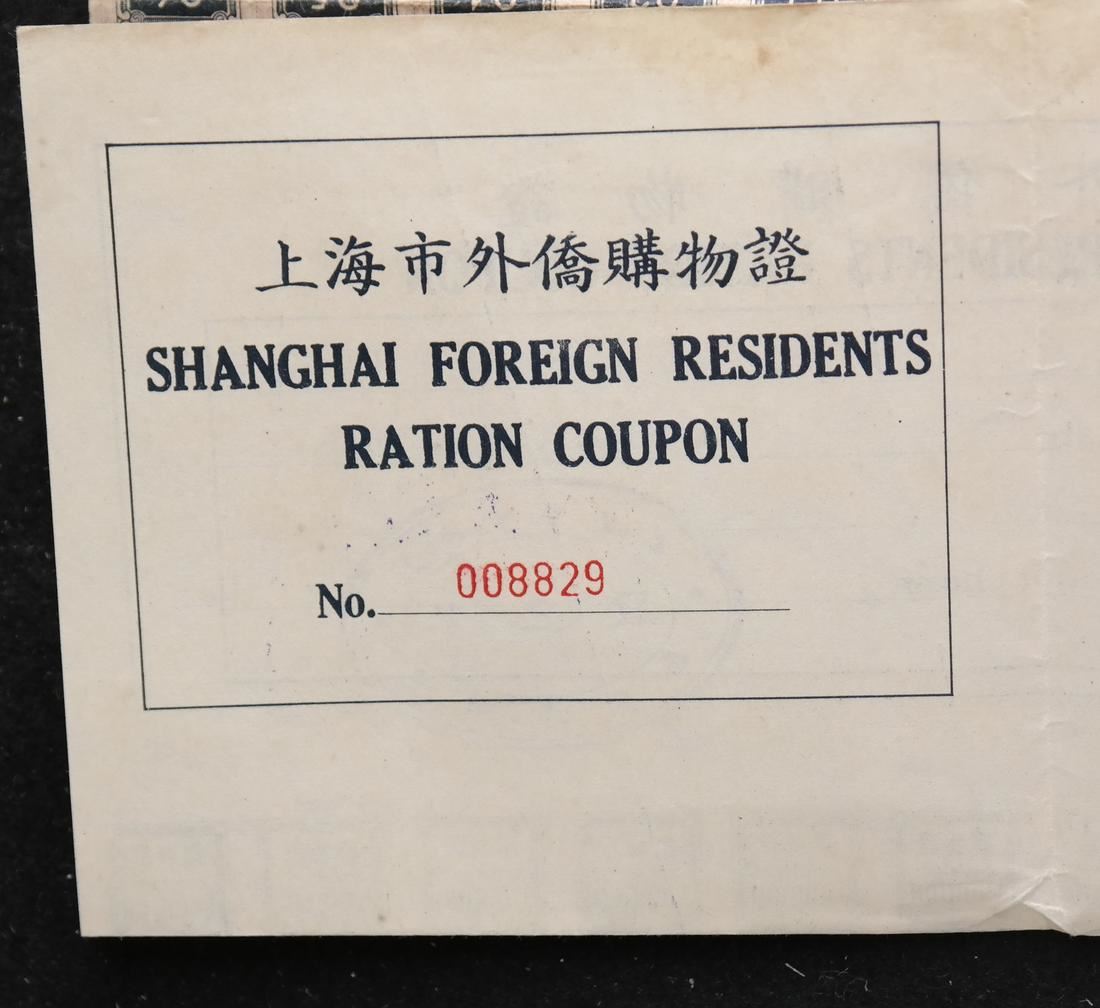 上海市外僑購物證
SHANGHAI FOREIGN RESIDENTS
RATION COUPON
No. 008829